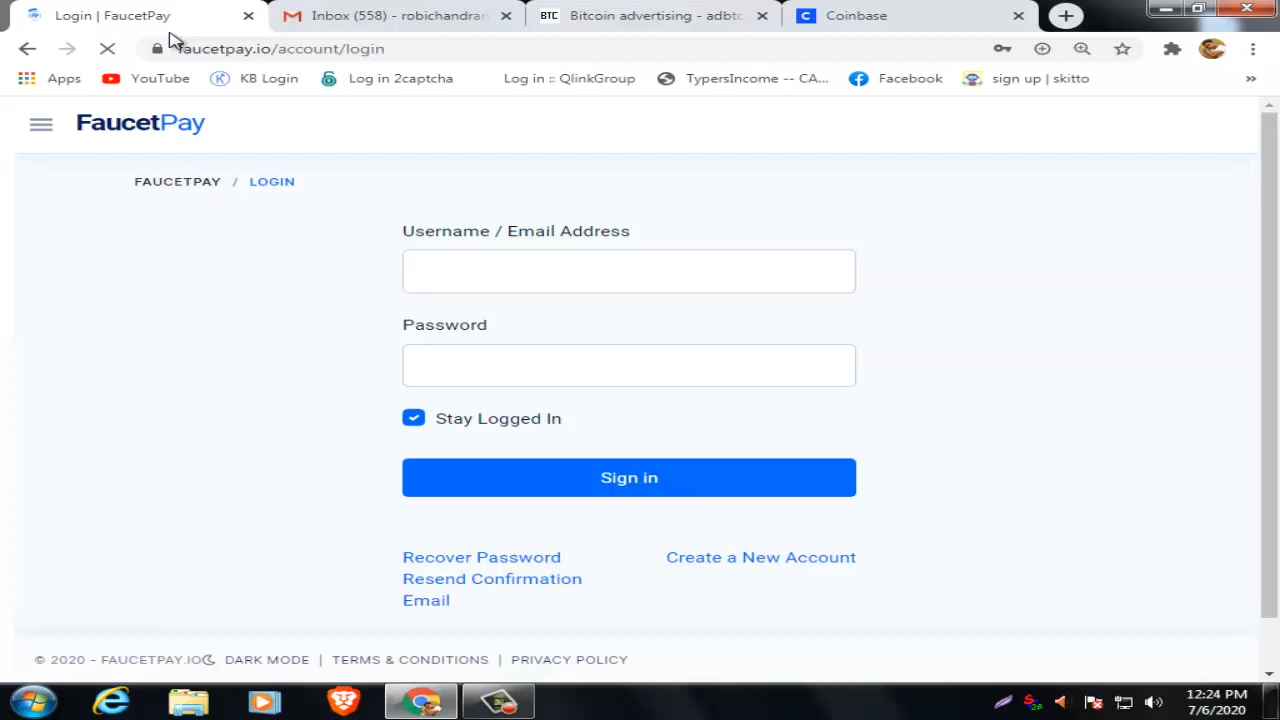 Login | FaucetPay
Inbox (558) - robichandran
BTC Bitcoin advertising - adbtc
Coinbase
faucetpay.io/account/login
Apps YouTube KB Login Log in 2captcha Log in :: QlinkGroup TypersIncome -- CA... Facebook sign up | skitto »
FaucetPay
FAUCETPAY / LOGIN
Username / Email Address
Password
Stay Logged In
Sign in
Recover Password
Create a New Account
Resend Confirmation
Email
© 2020 - FAUCETPAY.IO DARK MODE | TERMS & CONDITIONS | PRIVACY POLICY
12:24 PM
7/6/2020